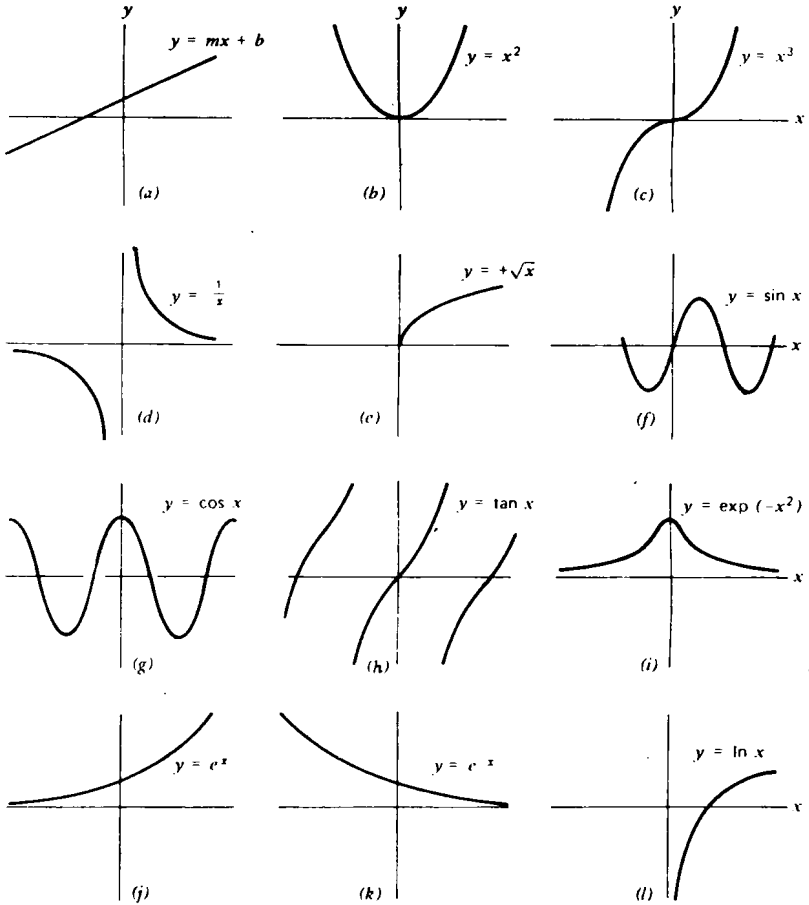 y y
y = mx + b y = x² y = x³
x
(a) (b) (c)
y = 1/x y = +√x y = sin x
x
(d) (e) (f)
y = cos x y = tan x y = exp (-x²)
x
(g) (h) (i)
y = eˣ y = e ˣ y = ln x
x
(j) (k) (l)